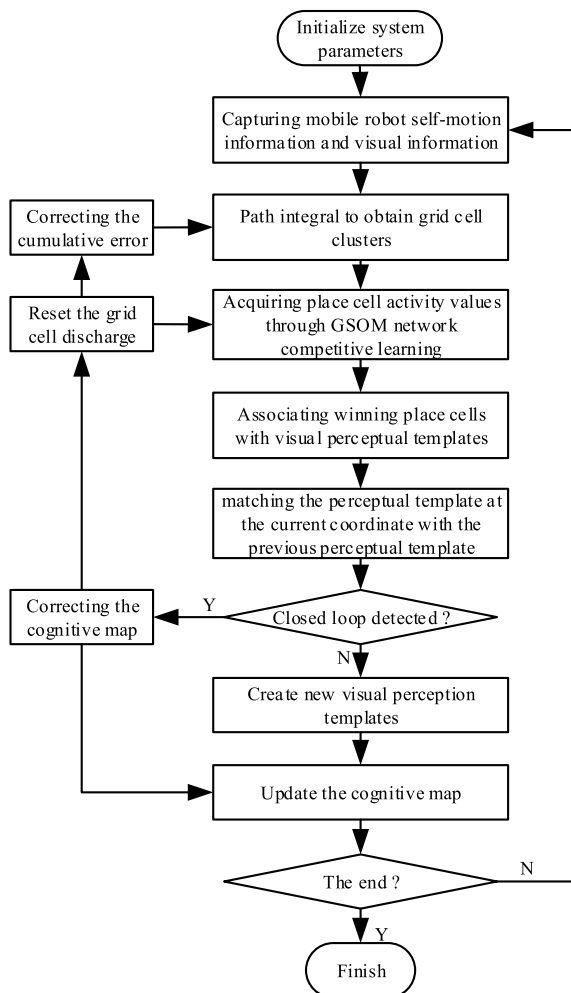 Initialize system
parameters
Capturing mobile robot self-motion
information and visual information
Correcting the
cumulative error
Path integral to obtain grid cell
clusters
Reset the grid
cell discharge
Acquiring place cell activity values
through GSOM network
competitive learning
Associating winning place cells
with visual perceptual templates
matching the perceptual template at
the current coordinate with the
previous perceptual template
Correcting the
cognitive map
Y
Closed loop detected ?
N
Create new visual perception
templates
Update the cognitive map
The end ?
N
Y
Finish